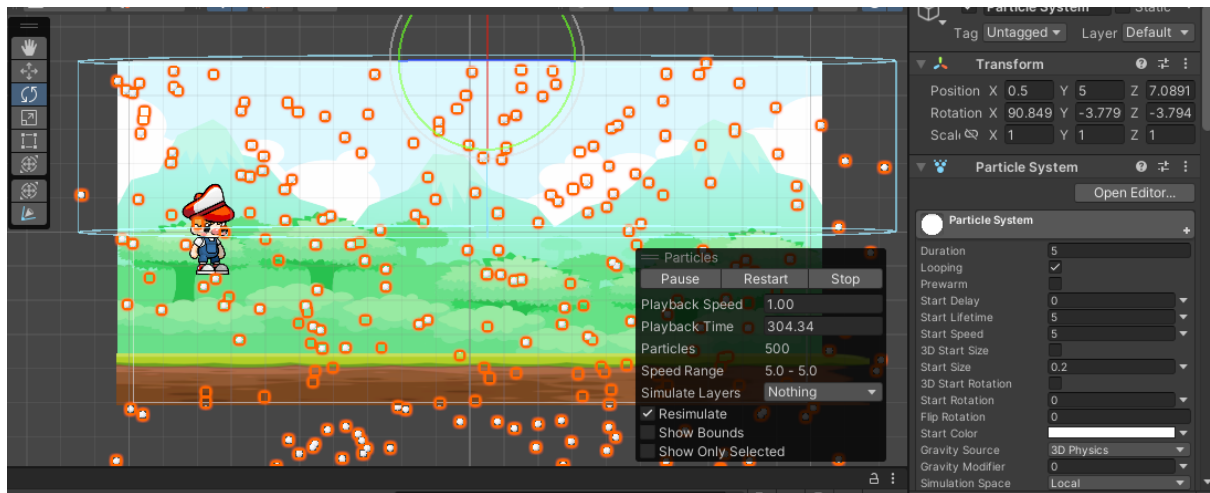 Particle System Static
Tag Untagged Layer Default
Transform
Position X 0.5 Y 5 Z 7.0891
Rotation X 90.849 Y -3.779 Z -3.794
Scale X 1 Y 1 Z 1
Particle System
Open Editor...
Particle System
Duration 5
Looping
Prewarm
Start Delay 0
Start Lifetime 5
Start Speed 5
3D Start Size
Start Size 0.2
3D Start Rotation
Start Rotation 0
Flip Rotation 0
Start Color
Gravity Source 3D Physics
Gravity Modifier 0
Simulation Space Local
Particles
Pause Restart Stop
Playback Speed 1.00
Playback Time 304.34
Particles 500
Speed Range 5.0 - 5.0
Simulate Layers Nothing
Resimulate
Show Bounds
Show Only Selected